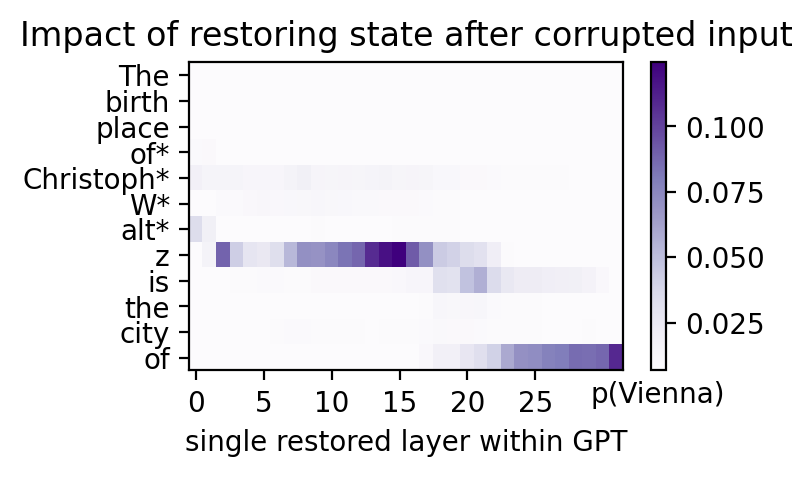 Impact of restoring state after corrupted input
The
birth
place
of*
Christoph*
W*
alt*
z
is
the
city
of
0 5 10 15 20 25
single restored layer within GPT
0.100
0.075
0.050
0.025
p(Vienna)